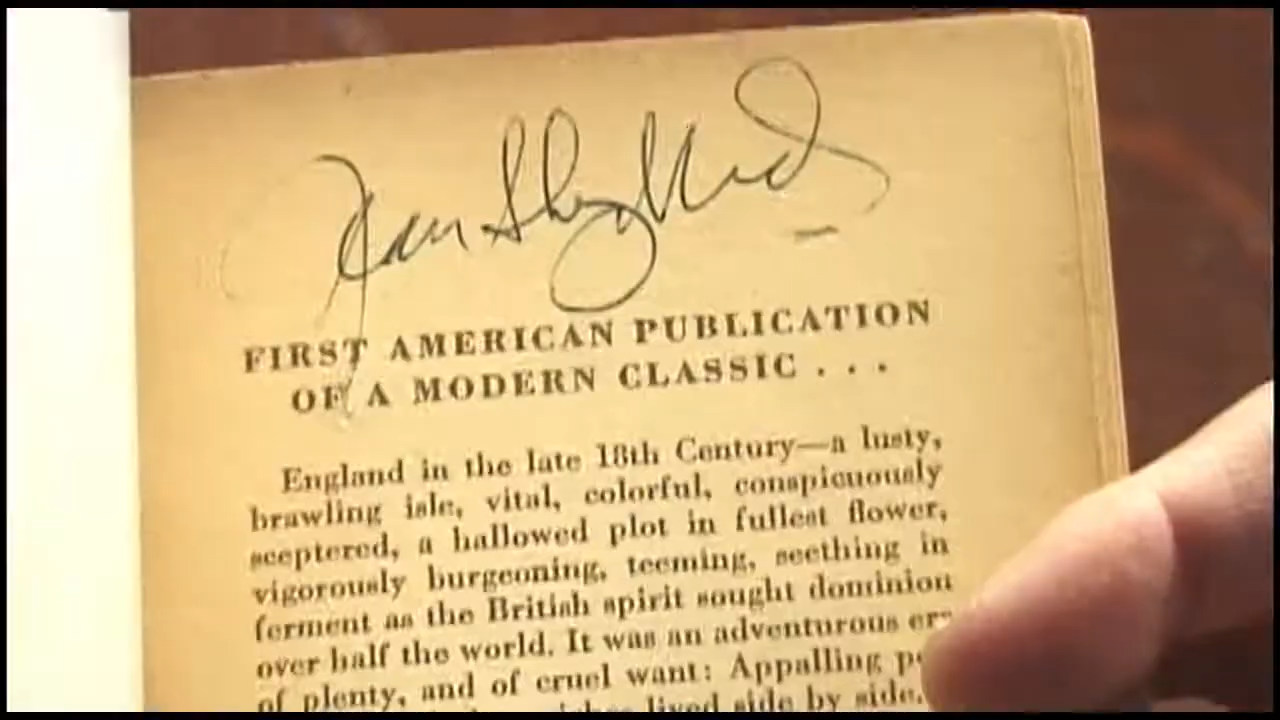 Jean Shepherd
FIRST AMERICAN PUBLICATION
OF A MODERN CLASSIC . . .
England in the late 18th Century—a lusty,
brawling isle, vital, colorful, conspicuously
sceptered, a hallowed plot in fullest flower,
vigorously burgeoning, teeming, seething in
ferment as the British spirit sought dominion
over half the world. It was an adventurous
of plenty, and of cruel want: Appalling
lived side by side.